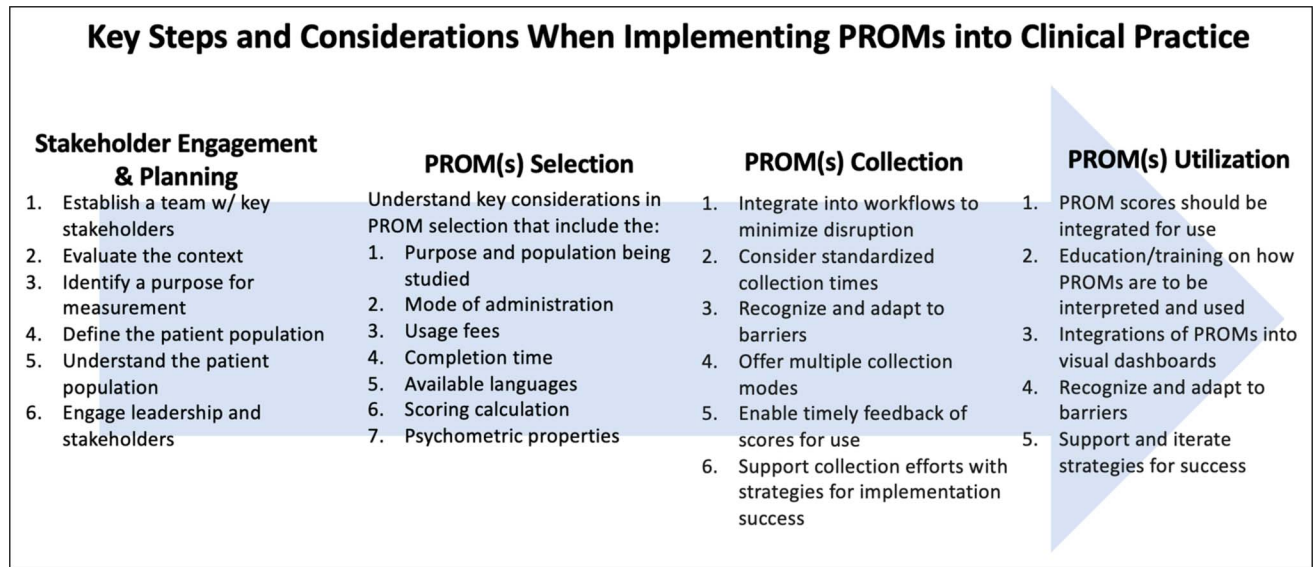 Key Steps and Considerations When Implementing PROMs into Clinical Practice
Stakeholder Engagement
& Planning
1. Establish a team w/ key
stakeholders
2. Evaluate the context
3. Identify a purpose for
measurement
4. Define the patient population
5. Understand the patient
population
6. Engage leadership and
stakeholders
PROM(s) Selection
Understand key considerations in
PROM selection that include the:
1. Purpose and population being
studied
2. Mode of administration
3. Usage fees
4. Completion time
5. Available languages
6. Scoring calculation
7. Psychometric properties
PROM(s) Collection
1. Integrate into workflows to
minimize disruption
2. Consider standardized
collection times
3. Recognize and adapt to
barriers
4. Offer multiple collection
modes
5. Enable timely feedback of
scores for use
6. Support collection efforts with
strategies for implementation
success
PROM(s) Utilization
1. PROM scores should be
integrated for use
2. Education/training on how
PROMs are to be
interpreted and used
3. Integrations of PROMs into
visual dashboards
4. Recognize and adapt to
barriers
5. Support and iterate
strategies for success